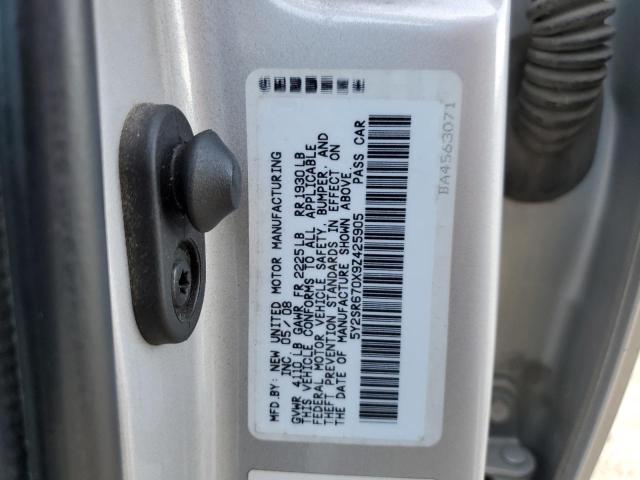 MFD.BY: NEW UNITED MOTOR MANUFACTURING
INC. 05/08
GVWR 4110 LB GAWR FR 2225 LB RR 1930 LB
THIS VEHICLE CONFORMS TO ALL APPLICABLE
FEDERAL MOTOR VEHICLE SAFETY, BUMPER, AND
THEFT PREVENTION STANDARDS IN EFFECT ON
THE DATE OF MANUFACTURE SHOWN ABOVE.
5Y2SR670X9Z425905 PASS CAR
BA4563071